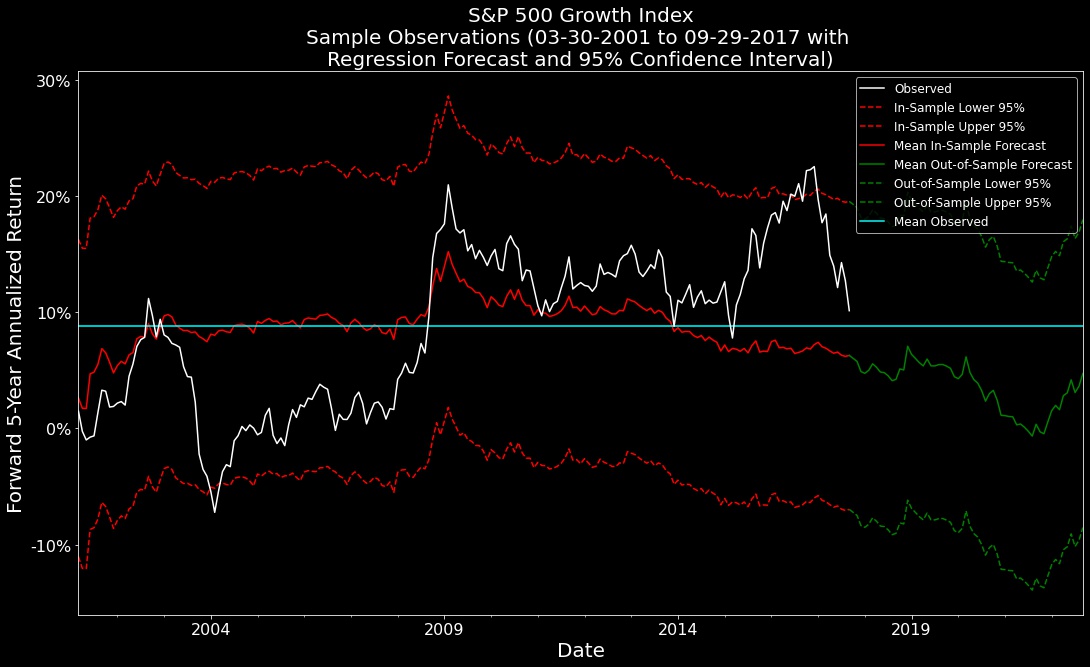 S&P 500 Growth Index
Sample Observations (03-30-2001 to 09-29-2017 with
Regression Forecast and 95% Confidence Interval)
30%
20%
10%
0%
-10%
Forward 5-Year Annualized Return
Observed
In-Sample Lower 95%
In-Sample Upper 95%
Mean In-Sample Forecast
Mean Out-of-Sample Forecast
Out-of-Sample Lower 95%
Out-of-Sample Upper 95%
Mean Observed
2004
2009
2014
2019
Date